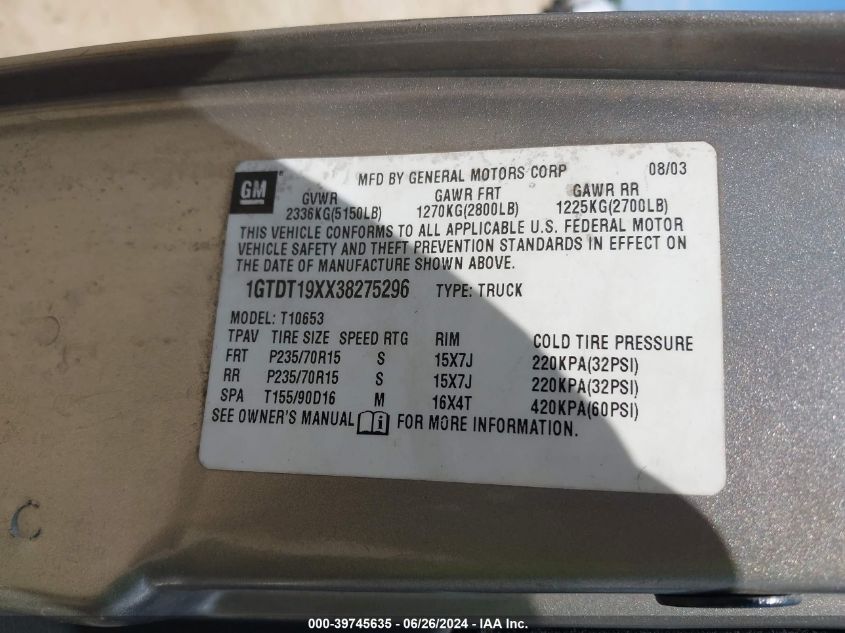 MFD BY GENERAL MOTORS CORP 08/03
GM
GVWR GAWR FRT GAWR RR
2336KG(5150LB) 1270KG(2800LB) 1225KG(2700LB)
THIS VEHICLE CONFORMS TO ALL APPLICABLE U.S. FEDERAL MOTOR
VEHICLE SAFETY AND THEFT PREVENTION STANDARDS IN EFFECT ON
THE DATE OF MANUFACTURE SHOWN ABOVE.
1GTDT19XX38275296 TYPE: TRUCK
MODEL: T10653
TPAV TIRE SIZE SPEED RTG RIM COLD TIRE PRESSURE
FRT P235/70R15 S 15X7J 220KPA(32PSI)
RR P235/70R15 S 15X7J 220KPA(32PSI)
SPA T155/90D16 M 16X4T 420KPA(60PSI)
SEE OWNER'S MANUAL i FOR MORE INFORMATION.
C
000-39745635 - 06/26/2024 - IAA Inc.